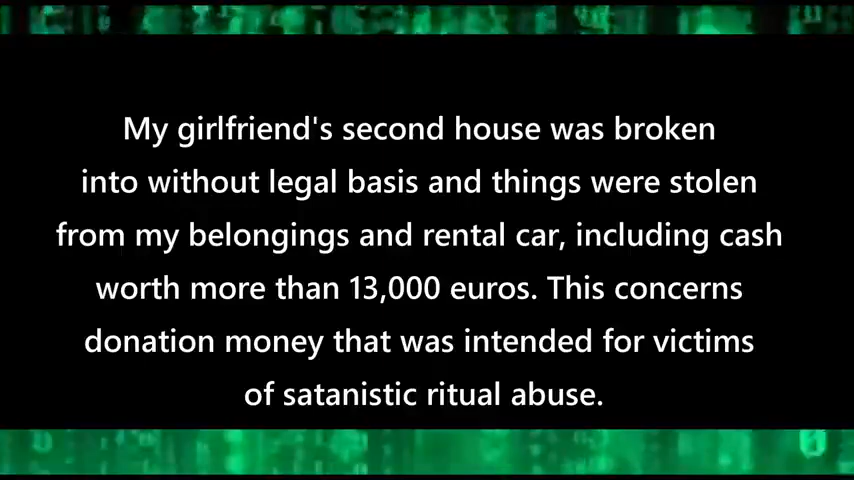 My girlfriend's second house was broken
into without legal basis and things were stolen
from my belongings and rental car, including cash
worth more than 13,000 euros. This concerns
donation money that was intended for victims
of satanistic ritual abuse.